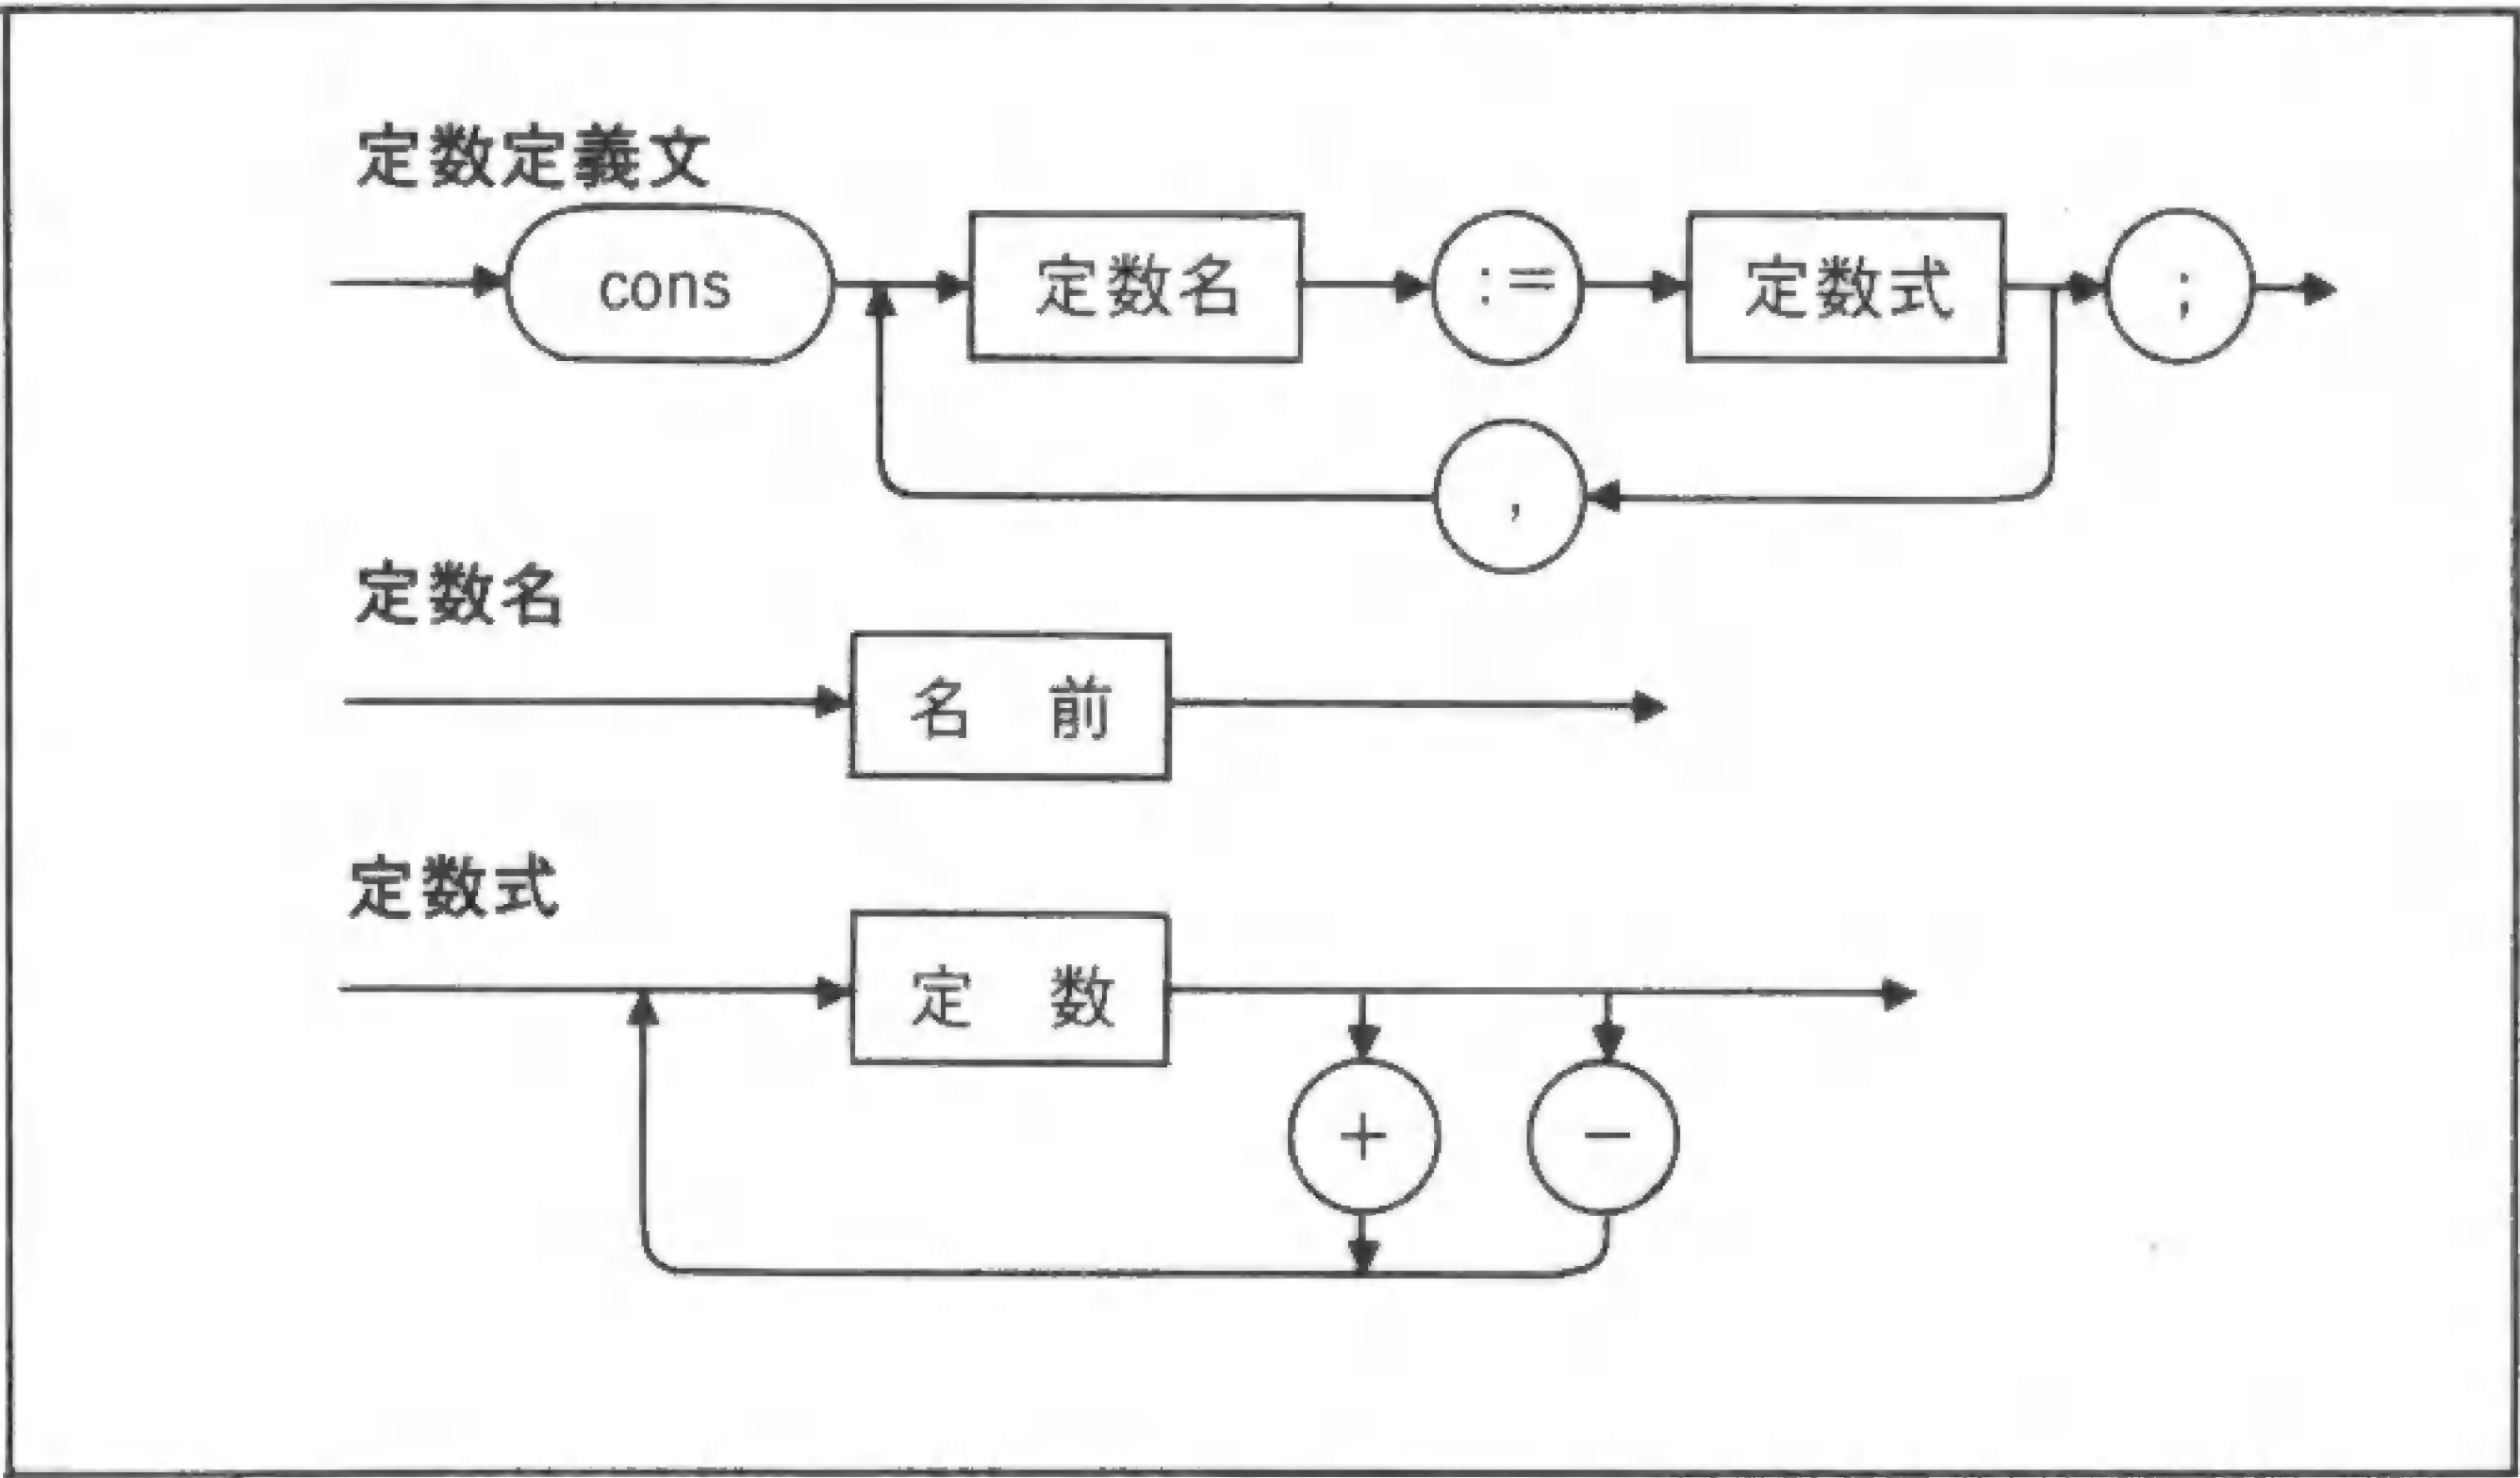 定数定義文
cons 定数名 := 定数式 ;
,
定数名
名 前
定数式
定 数
+ −